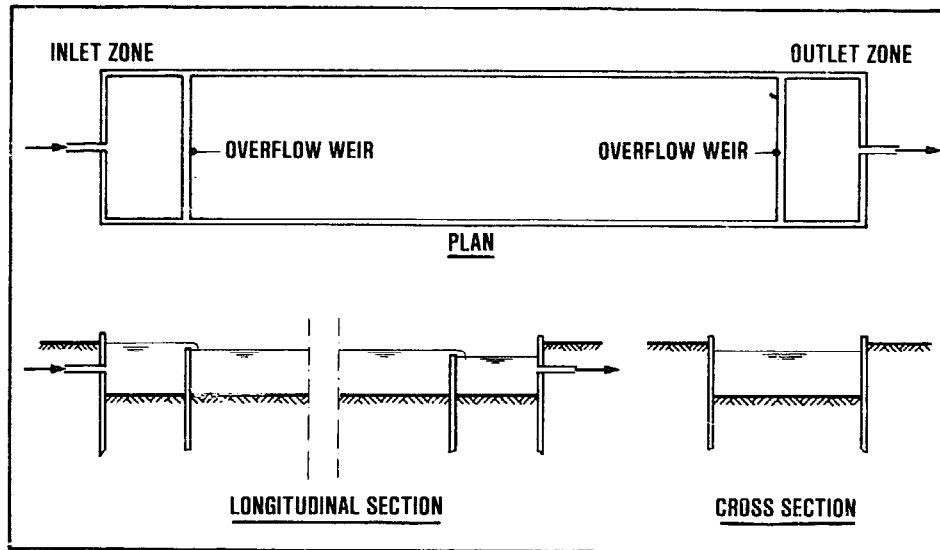 INLET ZONE
OUTLET ZONE
OVERFLOW WEIR
OVERFLOW WEIR
PLAN
LONGITUDINAL SECTION
CROSS SECTION